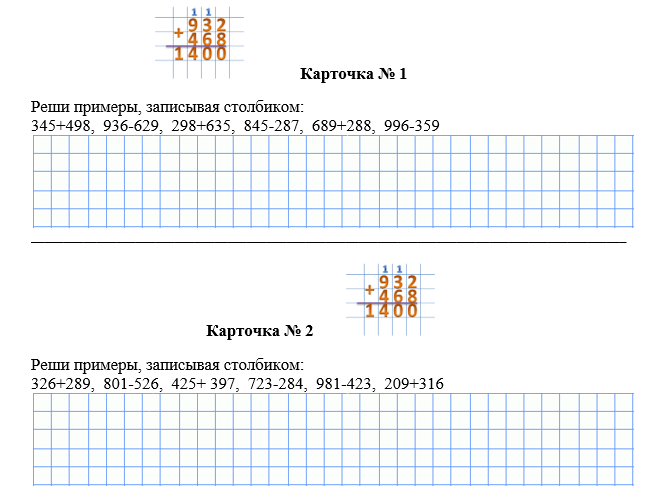 1 1
932
+
468
1400
Карточка № 1
Реши примеры, записывая столбиком:
345+498, 936-629, 298+635, 845-287, 689+288, 996-359
1 1
932
+
468
1400
Карточка № 2
Реши примеры, записывая столбиком:
326+289, 801-526, 425+ 397, 723-284, 981-423, 209+316